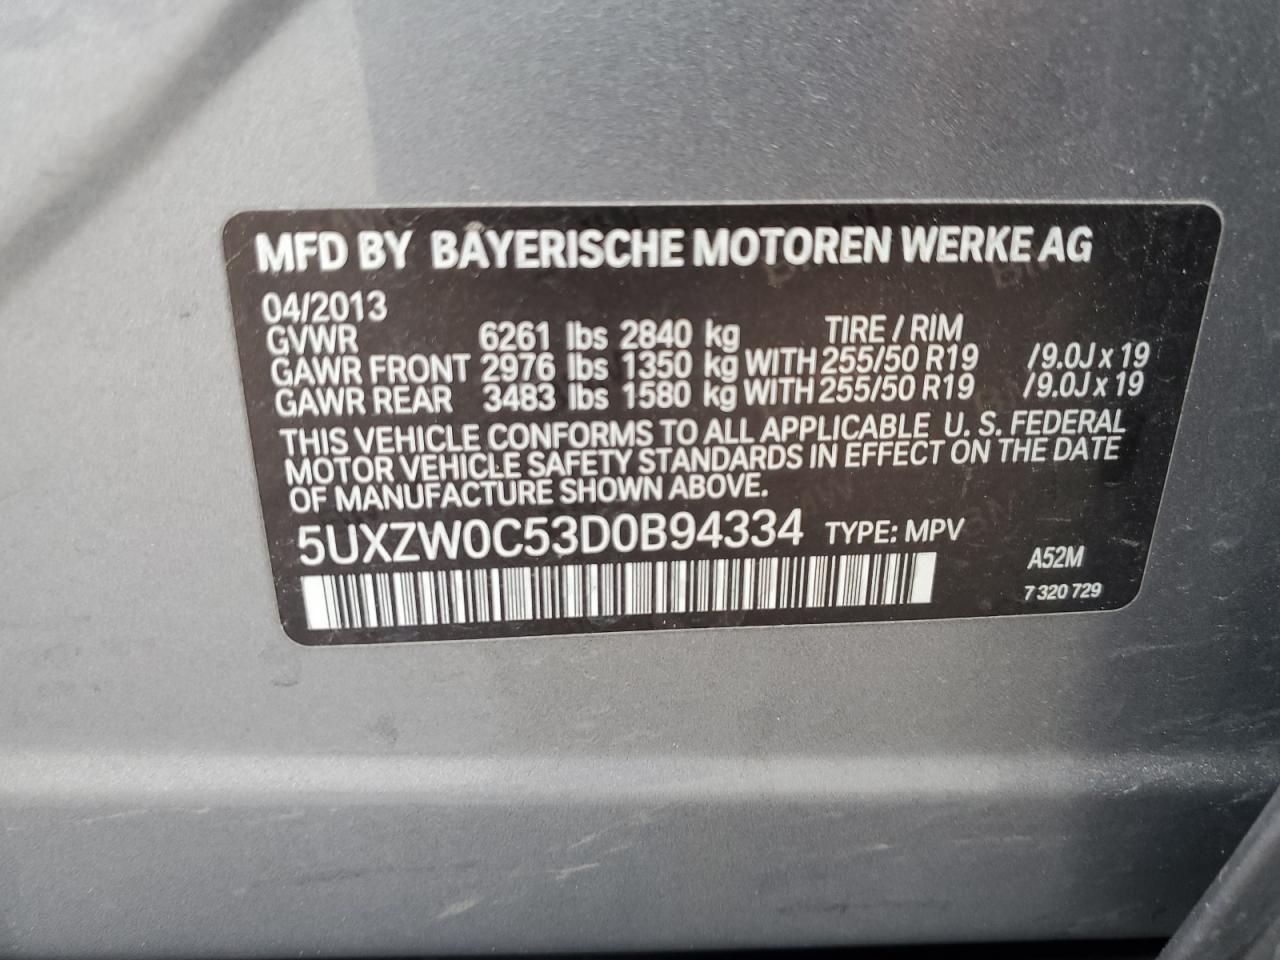 MFD BY BAYERISCHE MOTOREN WERKE AG
04/2013
GVWR 6261 lbs 2840 kg TIRE / RIM
GAWR FRONT 2976 lbs 1350 kg WITH 255/50 R19 /9.0J x 19
GAWR REAR 3483 lbs 1580 kg WITH 255/50 R19 /9.0J x 19
THIS VEHICLE CONFORMS TO ALL APPLICABLE U. S. FEDERAL
MOTOR VEHICLE SAFETY STANDARDS IN EFFECT ON THE DATE
OF MANUFACTURE SHOWN ABOVE.
5UXZW0C53D0B94334 TYPE: MPV
A52M
7 320 729